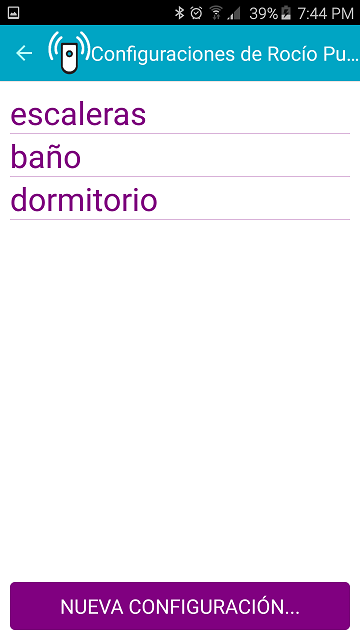 39% 7:44 PM
Configuraciones de Rocío Pu...
escaleras
baño
dormitorio
NUEVA CONFIGURACIÓN...